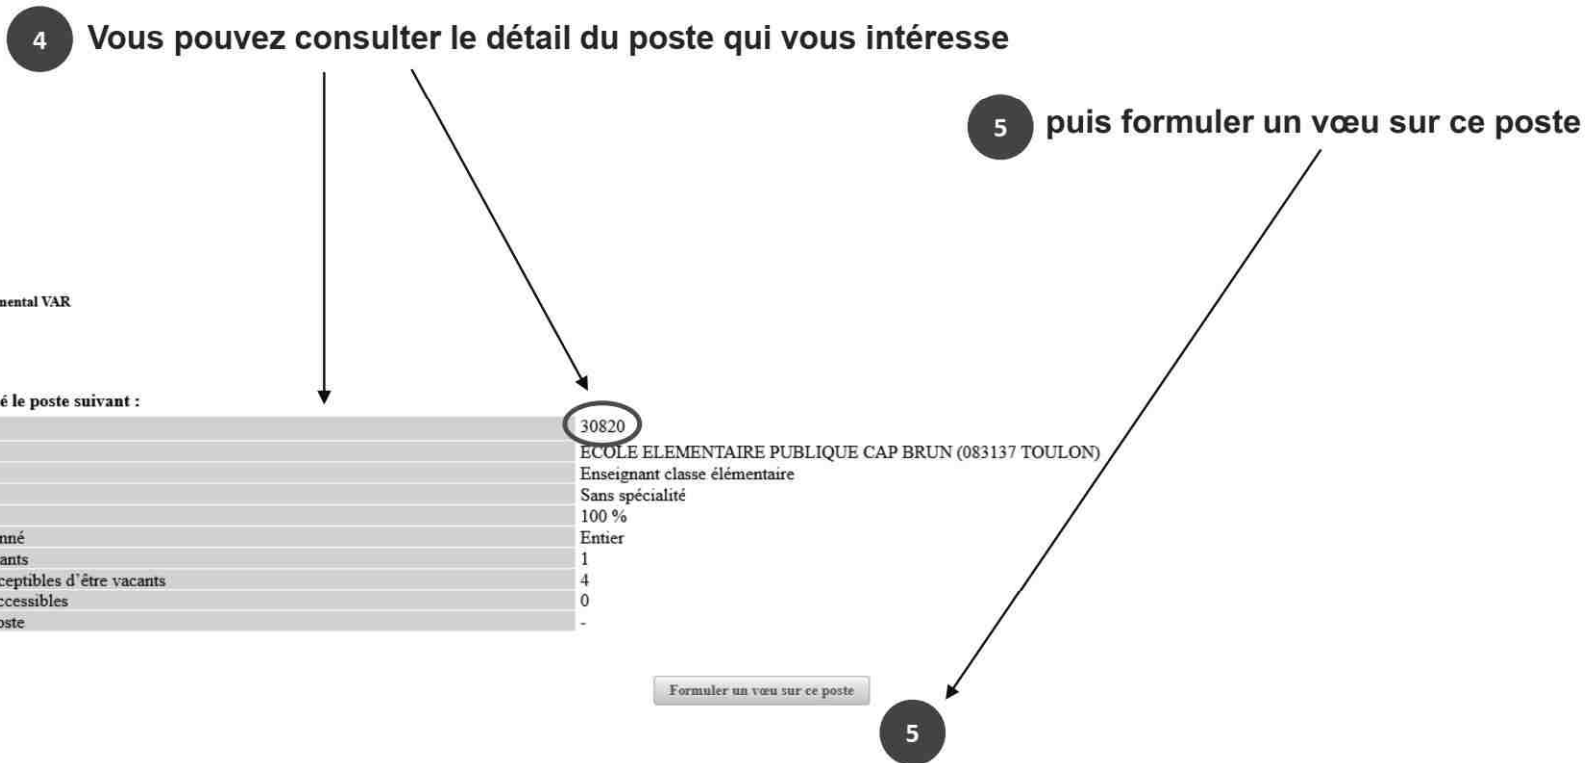 4 Vous pouvez consulter le détail du poste qui vous intéresse
5 puis formuler un vœu sur ce poste
mental VAR
é le poste suivant :
30820
ECOLE ELEMENTAIRE PUBLIQUE CAP BRUN (083137 TOULON)
Enseignant classe élémentaire
Sans spécialité
100 %
nné Entier
ants 1
ceptibles d'être vacants 4
ccessibles 0
oste -
Formuler un vœu sur ce poste
5